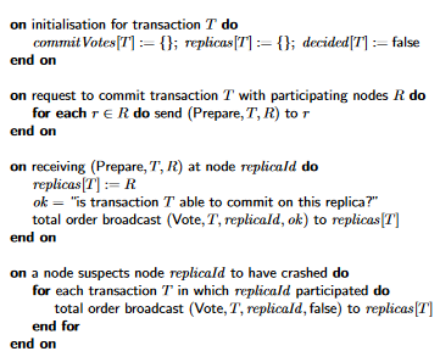 on initialisation for transaction T do
commitVotes[T] := {}; replicas[T] := {}; decided[T] := false
end on
on request to commit transaction T with participating nodes R do
for each r ∈ R do send (Prepare, T, R) to r
end on
on receiving (Prepare, T, R) at node replicaId do
replicas[T] := R
ok = "is transaction T able to commit on this replica?"
total order broadcast (Vote, T, replicaId, ok) to replicas[T]
end on
on a node suspects node replicaId to have crashed do
for each transaction T in which replicaId participated do
total order broadcast (Vote, T, replicaId, false) to replicas[T]
end for
end on